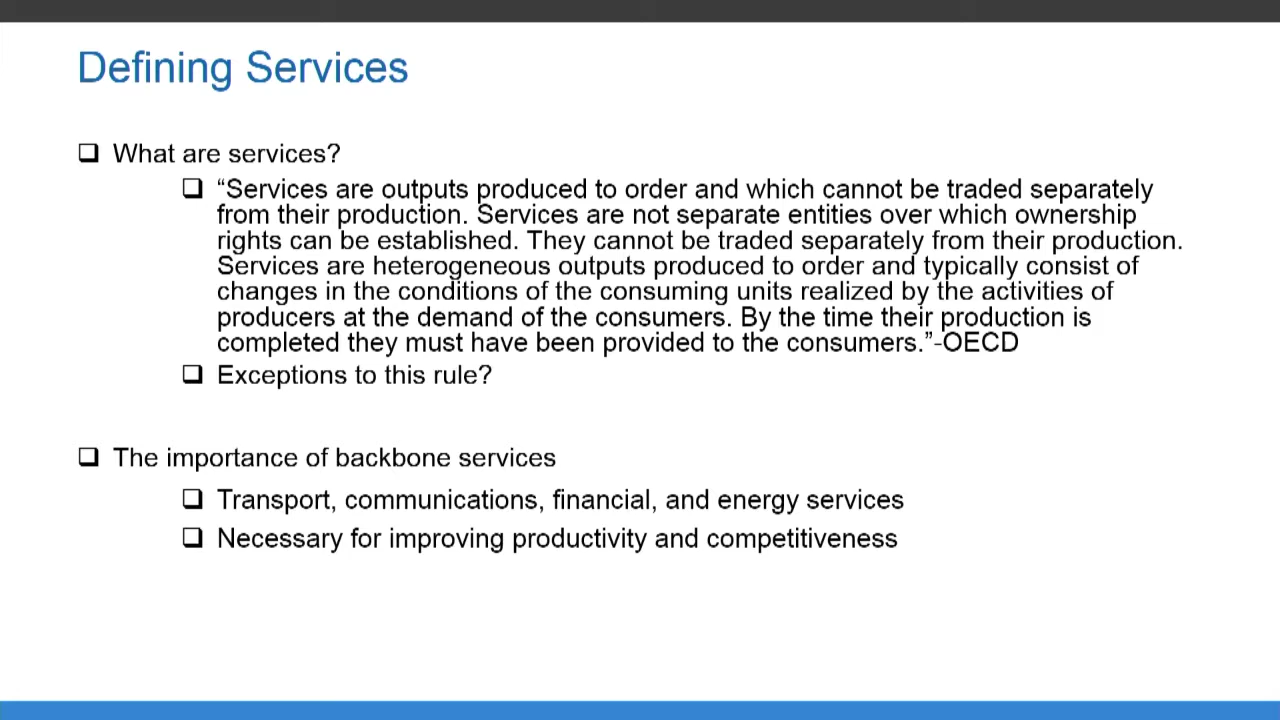 Defining Services
❑ What are services?
❑ “Services are outputs produced to order and which cannot be traded separately
from their production. Services are not separate entities over which ownership
rights can be established. They cannot be traded separately from their production.
Services are heterogeneous outputs produced to order and typically consist of
changes in the conditions of the consuming units realized by the activities of
producers at the demand of the consumers. By the time their production is
completed they must have been provided to the consumers.”-OECD
❑ Exceptions to this rule?
❑ The importance of backbone services
❑ Transport, communications, financial, and energy services
❑ Necessary for improving productivity and competitiveness